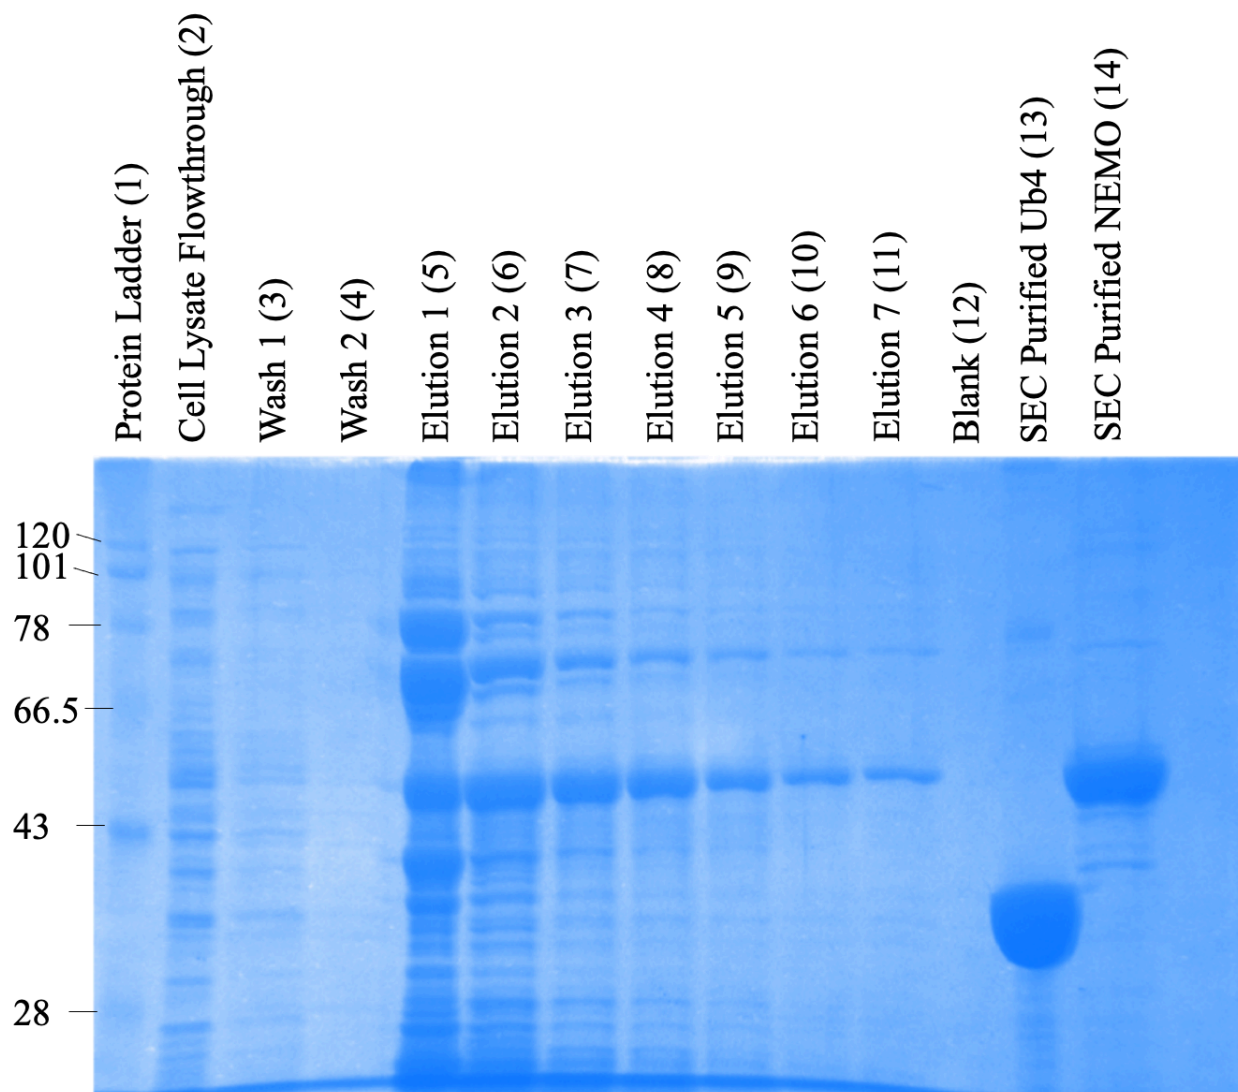 Protein Ladder (1)
Cell Lysate Flowthrough (2)
Wash 1 (3)
Wash 2 (4)
Elution 1 (5)
Elution 2 (6)
Elution 3 (7)
Elution 4 (8)
Elution 5 (9)
Elution 6 (10)
Elution 7 (11)
Blank (12)
SEC Purified Ub4 (13)
SEC Purified NEMO (14)
120
101
78
66.5
43
28